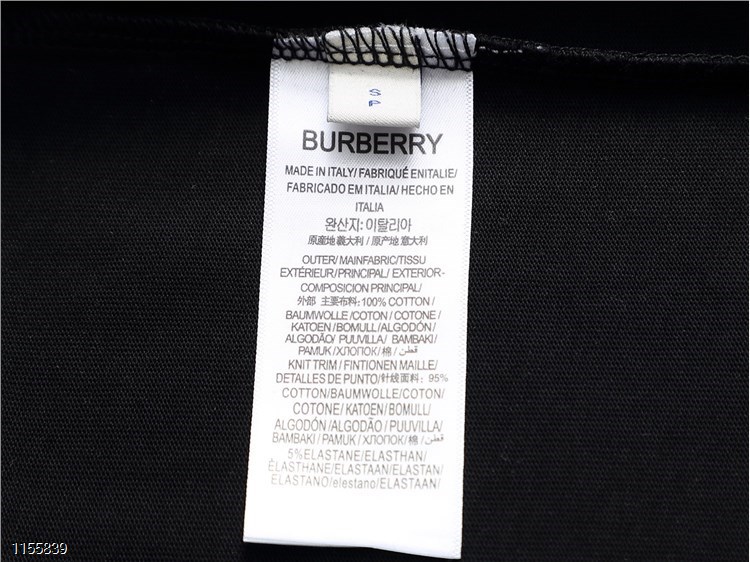 S
P
BURBERRY
MADE IN ITALY/ FABRIQUÉ ENITALIE/
FABRICADO EM ITALIA/ HECHO EN
ITALIA
완산지: 이탈리아
原産地義大利 / 原产地意大利
OUTER/ MAINFABRIC/TISSU
EXTÉRIEUR/PRINCIPAL/ EXTERIOR-
COMPOSICION PRINCIPAL/
外部 主要布料:100% COTTON /
BAUMWOLLE /COTON / COTONE /
KATOEN / BOMULL/ ALGODÓN/
ALGODÃO/ PUUVILLA/ BAMBAKI/
PAMUK / ХЛОПОК/ 棉 / قطن /
KNIT TRIM / FINTIONEN MAILLE/
DETALLES DE PUNTO/针线面料: 95%
COTTON/BAUMWOLLE/COTON/
COTONE/ KATOEN/ BOMULL/
ALGODÓN /ALGODÃO / PUUVILLA/
BAMBAKI / PAMUK / ХЛОПОК/棉 / قطن /
5%ELASTANE/ELASTHAN/
ÉLASTHANE/ELASTAAN/ELASTAN/
ELASTANO/elestano/ELASTAAN/
1155839